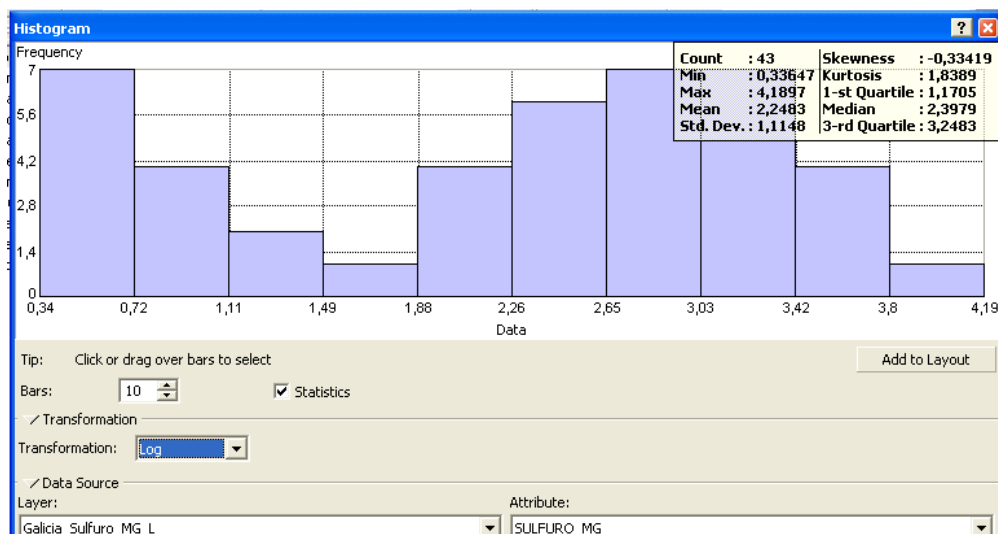 Histogram
Frequency
Count : 43 Skewness : -0,33419
Min : 0,33647 Kurtosis : 1,8389
Max : 4,1897 1-st Quartile : 1,1705
Mean : 2,2483 Median : 2,3979
Std. Dev. : 1,1148 3-rd Quartile : 3,2483
7
5,6
4,2
2,8
1,4
0
0,34 0,72 1,11 1,49 1,88 2,26 2,65 3,03 3,42 3,8 4,19
Data
Tip: Click or drag over bars to select
Add to Layout
Bars: 10 Statistics
Transformation
Transformation: Log
Data Source
Layer: Attribute:
Galicia_Sulfuro_MG_L SULFURO_MG